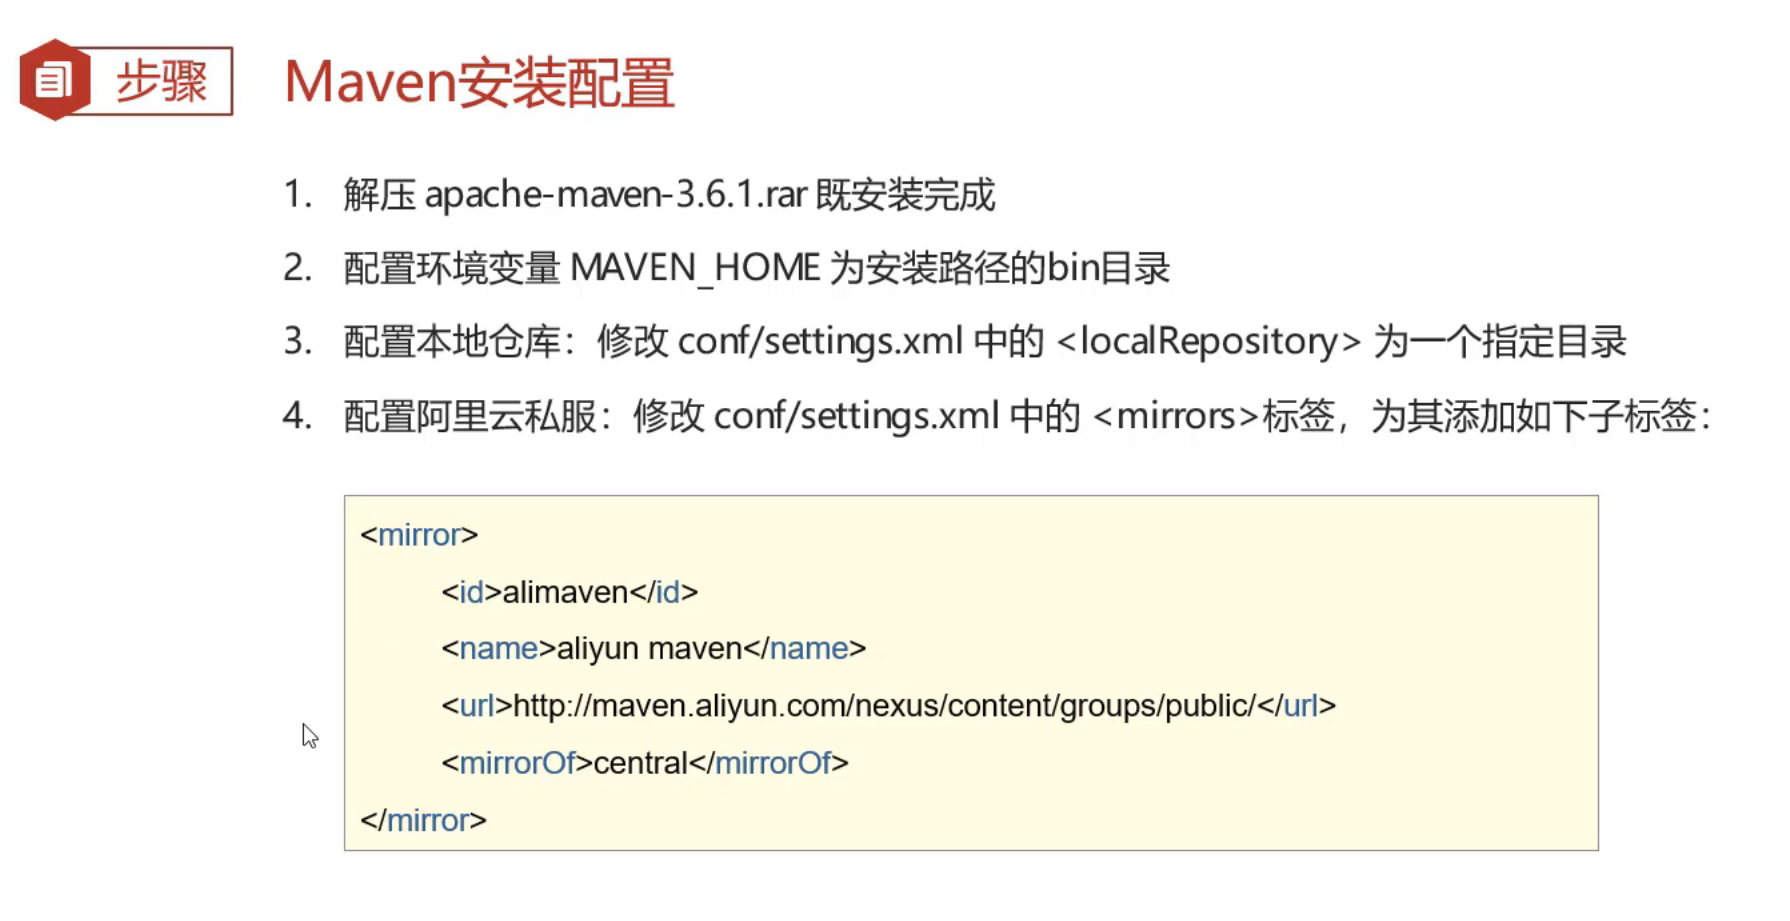 步骤
Maven安装配置
1. 解压 apache-maven-3.6.1.rar 既安装完成
2. 配置环境变量 MAVEN_HOME 为安装路径的bin目录
3. 配置本地仓库：修改 conf/settings.xml 中的 <localRepository> 为一个指定目录
4. 配置阿里云私服：修改 conf/settings.xml 中的 <mirrors>标签，为其添加如下子标签：
<mirror>
<id>alimaven</id>
<name>aliyun maven</name>
<url>http://maven.aliyun.com/nexus/content/groups/public/</url>
<mirrorOf>central</mirrorOf>
</mirror>